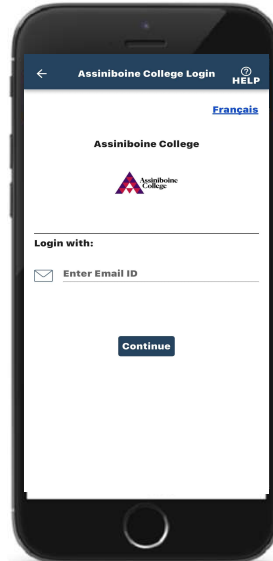 Assiniboine College Login
HELP
Français
Assiniboine College
Assiniboine
College
Login with:
Enter Email ID
Continue